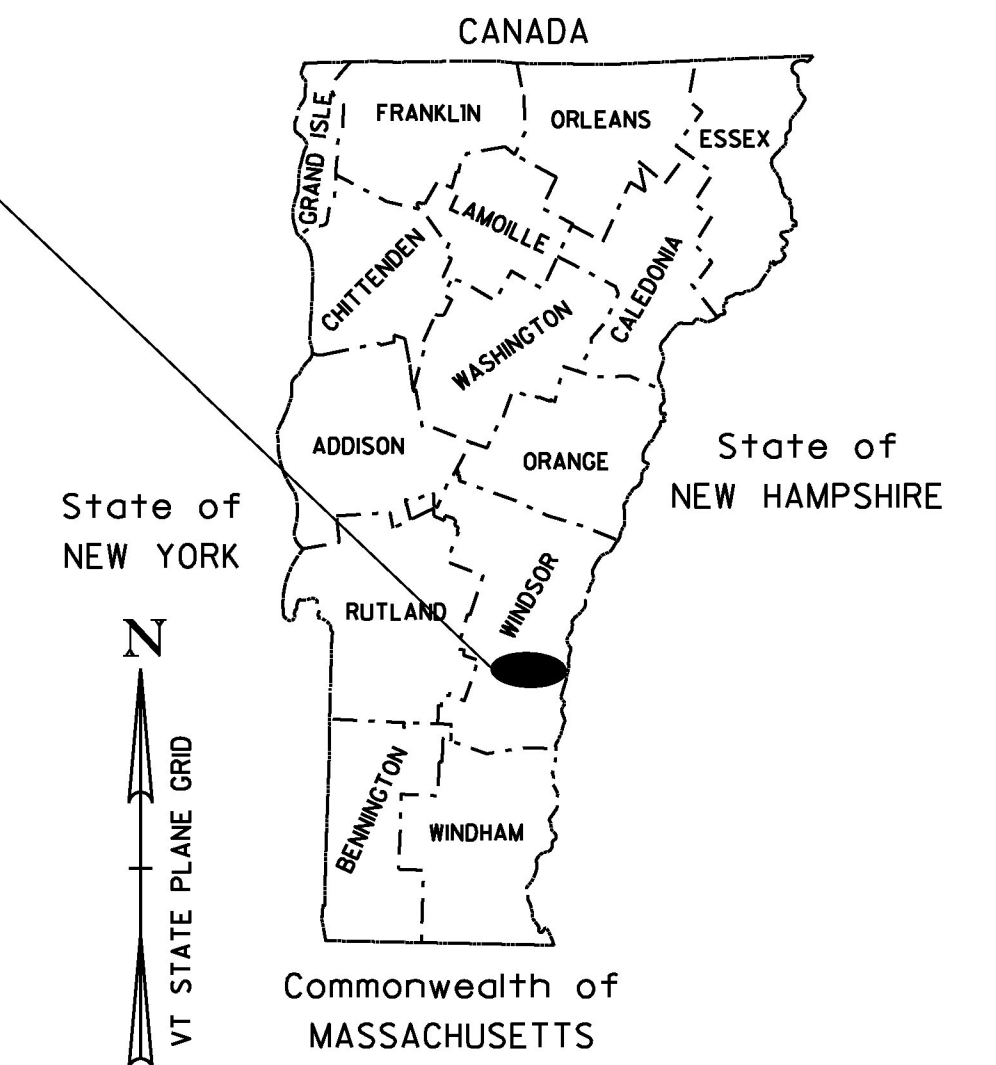 CANADA
GRAND ISLE
FRANKLIN
ORLEANS
ESSEX
LAMOILLE
CHITTENDEN
CALEDONIA
WASHINGTON
ADDISON
ORANGE
State of
NEW HAMPSHIRE
State of
NEW YORK
WINDSOR
RUTLAND
N
VT STATE PLANE GRID
BENNINGTON
WINDHAM
Commonwealth of
MASSACHUSETTS